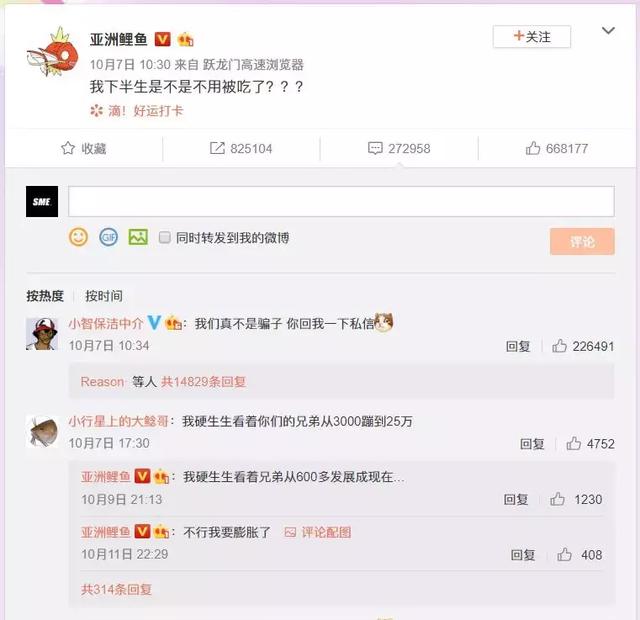 亚洲鲤鱼
+关注
10月7日 10:30 来自 跃龙门高速浏览器
我下半生是不是不用被吃了？？？
滴！好运打卡
收藏 825104 272958 668177
SME
GIF 同时转发到我的微博 评论
按热度 按时间
小智保洁中介：我们真不是骗子 你回我一下私信
10月7日 10:34 回复 226491
Reason· 等人 共14829条回复
小行星上的大鲶哥：我硬生生看着你们的兄弟从3000蹦到25万
10月7日 17:30 回复 4752
亚洲鲤鱼：我硬生生看着兄弟从600多发展成现在...
10月9日 21:13 回复 1230
亚洲鲤鱼：不行我要膨胀了 评论配图
10月11日 22:29 回复 408
共314条回复